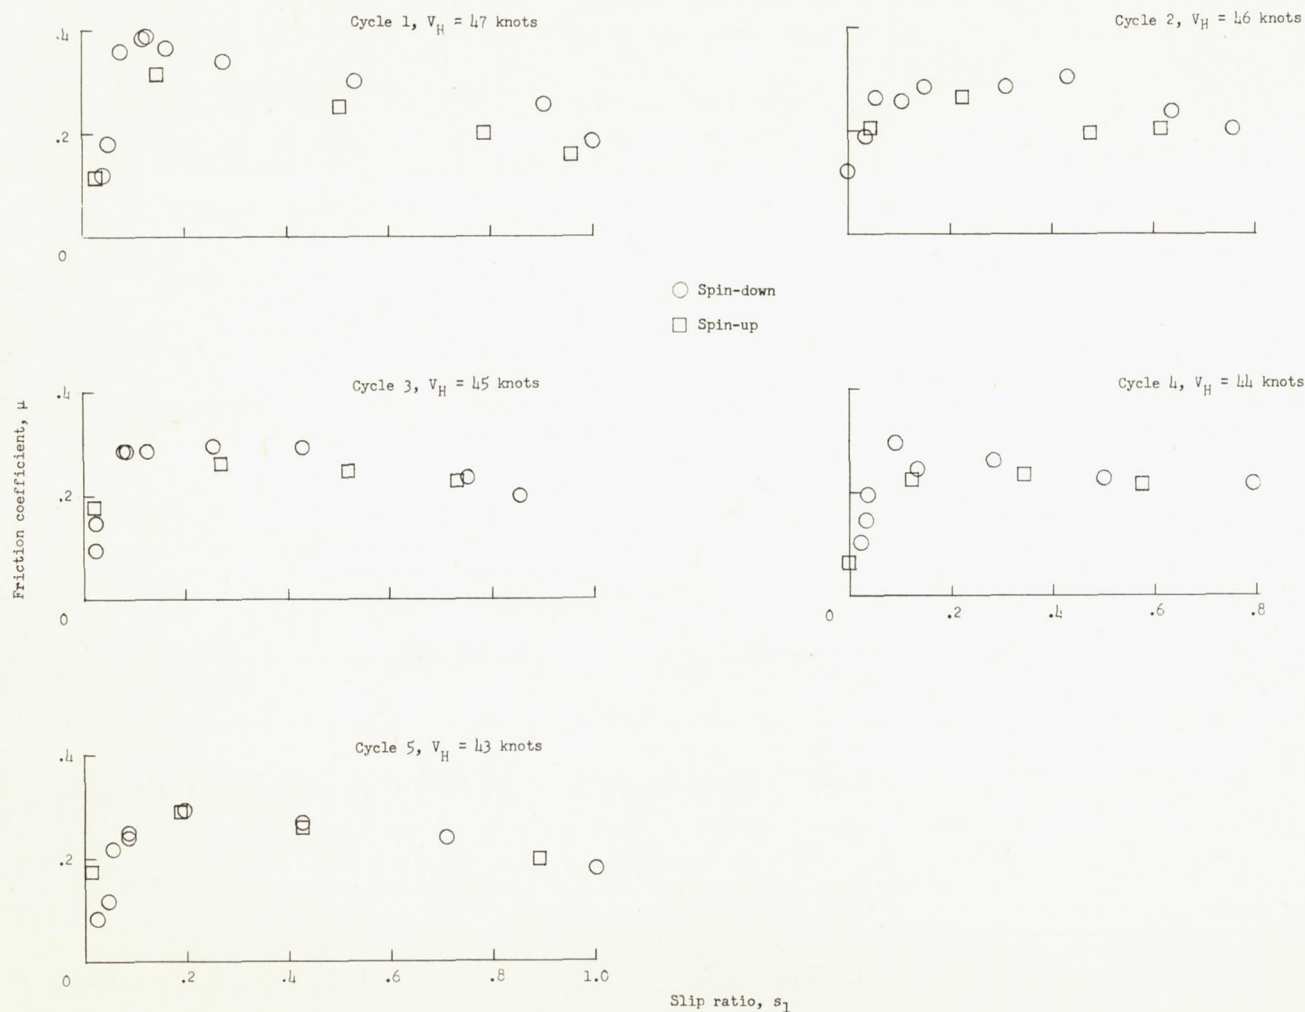 Cycle 1, V_H = 47 knots
Cycle 2, V_H = 46 knots
.4
.2
0
○ Spin-down
□ Spin-up
Cycle 3, V_H = 45 knots
Cycle 4, V_H = 44 knots
.4
.2
0
0 .2 .4 .6 .8
Friction coefficient, μ
Cycle 5, V_H = 43 knots
.4
.2
0 .2 .4 .6 .8 1.0
Slip ratio, s_1